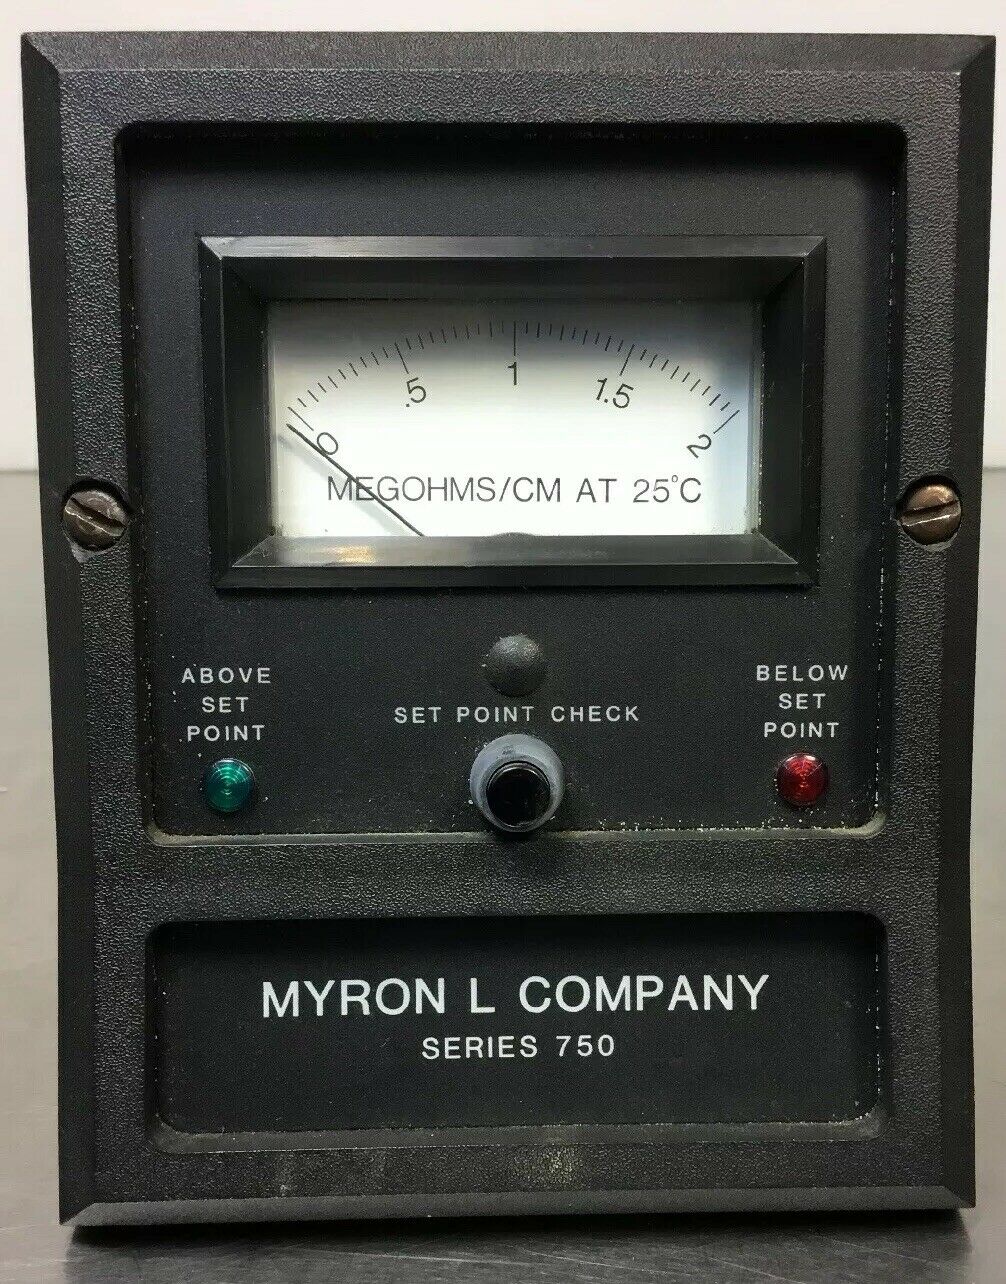 0 .5 1 1.5 2
MEGOHMS/CM AT 25°C
ABOVE
SET
POINT
SET POINT CHECK
BELOW
SET
POINT
MYRON L COMPANY
SERIES 750